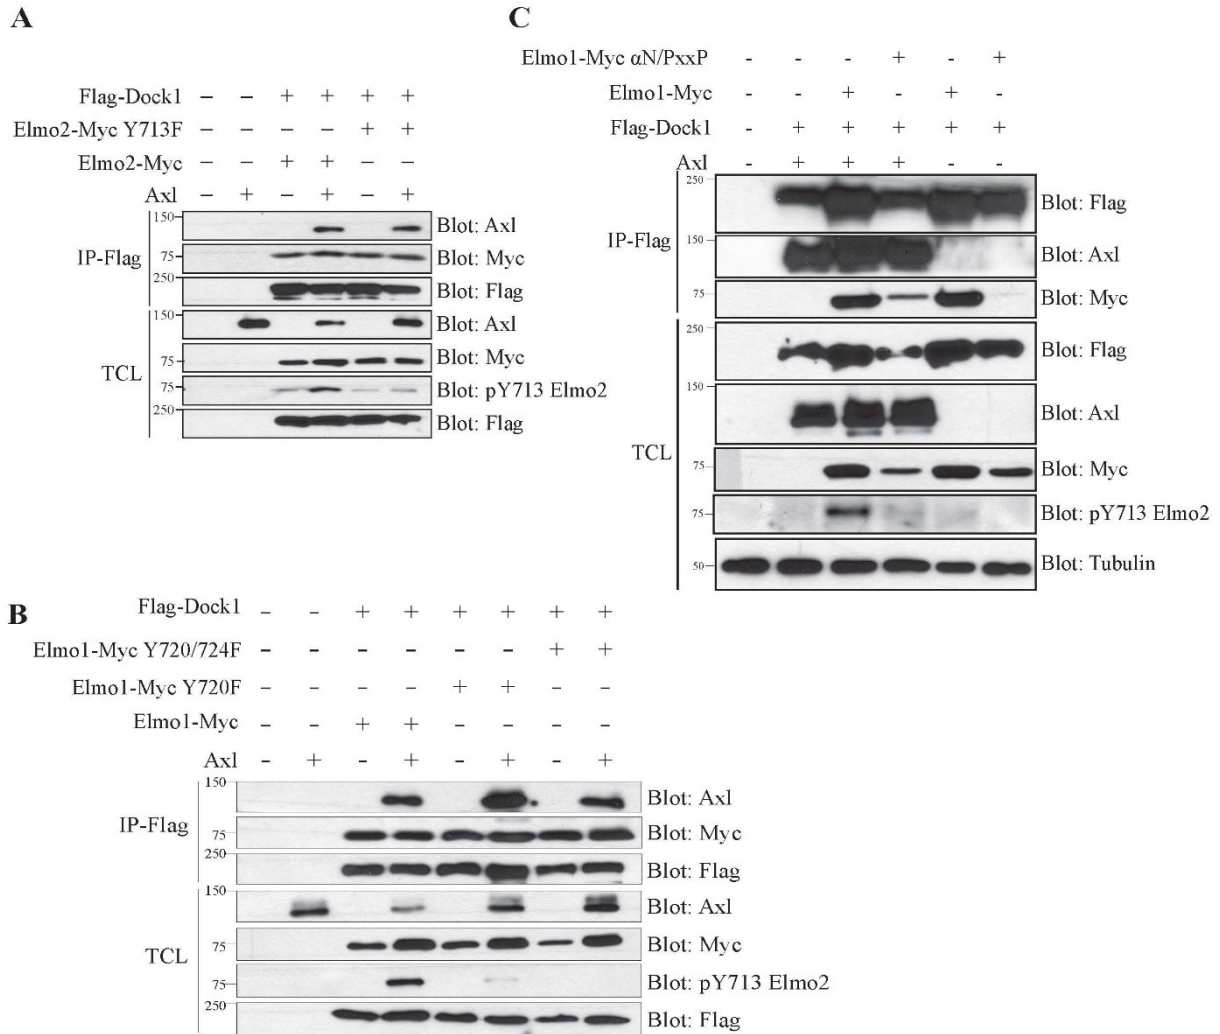 A
Flag-Dock1 – – + + + +
Elmo2-Myc Y713F – – – – + +
Elmo2-Myc – – + + – –
Axl – + – + – +
IP-Flag
150 Blot: Axl
75 Blot: Myc
250 Blot: Flag
TCL
150 Blot: Axl
75 Blot: Myc
75 Blot: pY713 Elmo2
250 Blot: Flag
C
Elmo1-Myc αN/PxxP - - - + - +
Elmo1-Myc - - + - + -
Flag-Dock1 - + + + + +
Axl - + + + - -
IP-Flag
250 Blot: Flag
150 Blot: Axl
75 Blot: Myc
TCL
250 Blot: Flag
150 Blot: Axl
75 Blot: Myc
75 Blot: pY713 Elmo2
50 Blot: Tubulin
B
Flag-Dock1 – – + + + + + +
Elmo1-Myc Y720/724F – – – – – – + +
Elmo1-Myc Y720F – – – – + + – –
Elmo1-Myc – – + + – – – –
Axl – + – + – + – +
IP-Flag
150 Blot: Axl
75 Blot: Myc
250 Blot: Flag
TCL
150 Blot: Axl
75 Blot: Myc
75 Blot: pY713 Elmo2
250 Blot: Flag